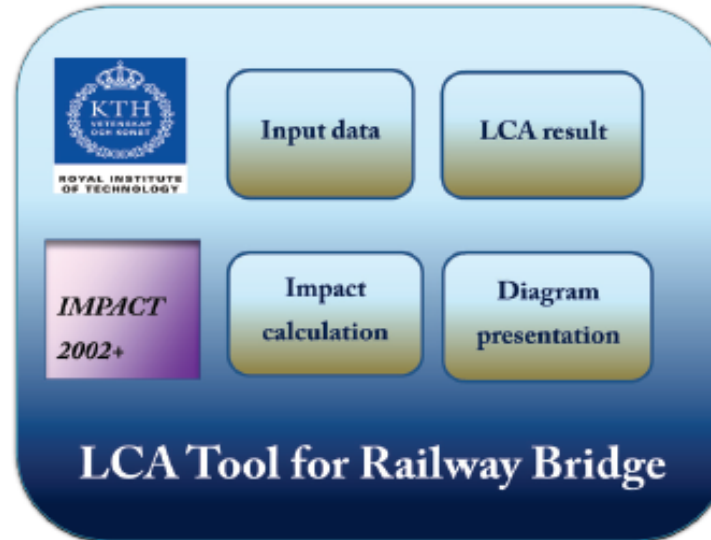 KTH
VETENSKAP
OCH KONST
ROYAL INSTITUTE
OF TECHNOLOGY
Input data
LCA result
IMPACT
2002+
Impact
calculation
Diagram
presentation
LCA Tool for Railway Bridge